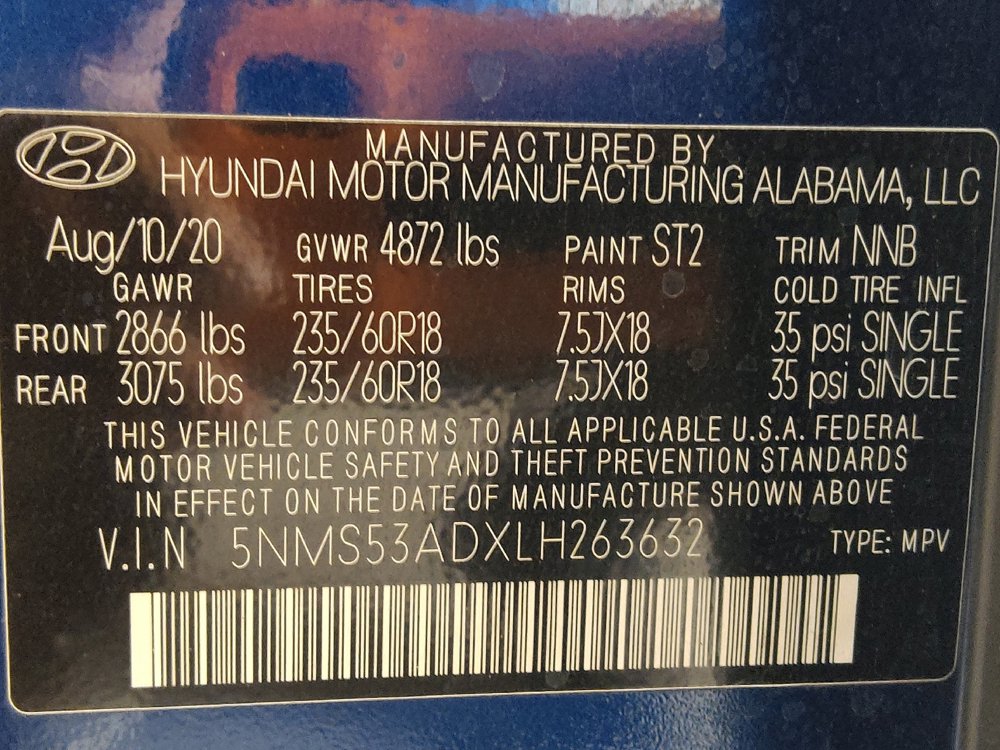 MANUFACTURED BY
HYUNDAI MOTOR MANUFACTURING ALABAMA, LLC
Aug/10/20 GVWR 4872 lbs PAINT ST2 TRIM NNB
GAWR TIRES RIMS COLD TIRE INFL
FRONT 2866 lbs 235/60R18 7.5JX18 35 psi SINGLE
REAR 3075 lbs 235/60R18 7.5JX18 35 psi SINGLE
THIS VEHICLE CONFORMS TO ALL APPLICABLE U.S.A. FEDERAL
MOTOR VEHICLE SAFETY AND THEFT PREVENTION STANDARDS
IN EFFECT ON THE DATE OF MANUFACTURE SHOWN ABOVE
V.I.N 5NMS53ADXLH263632 TYPE: MPV